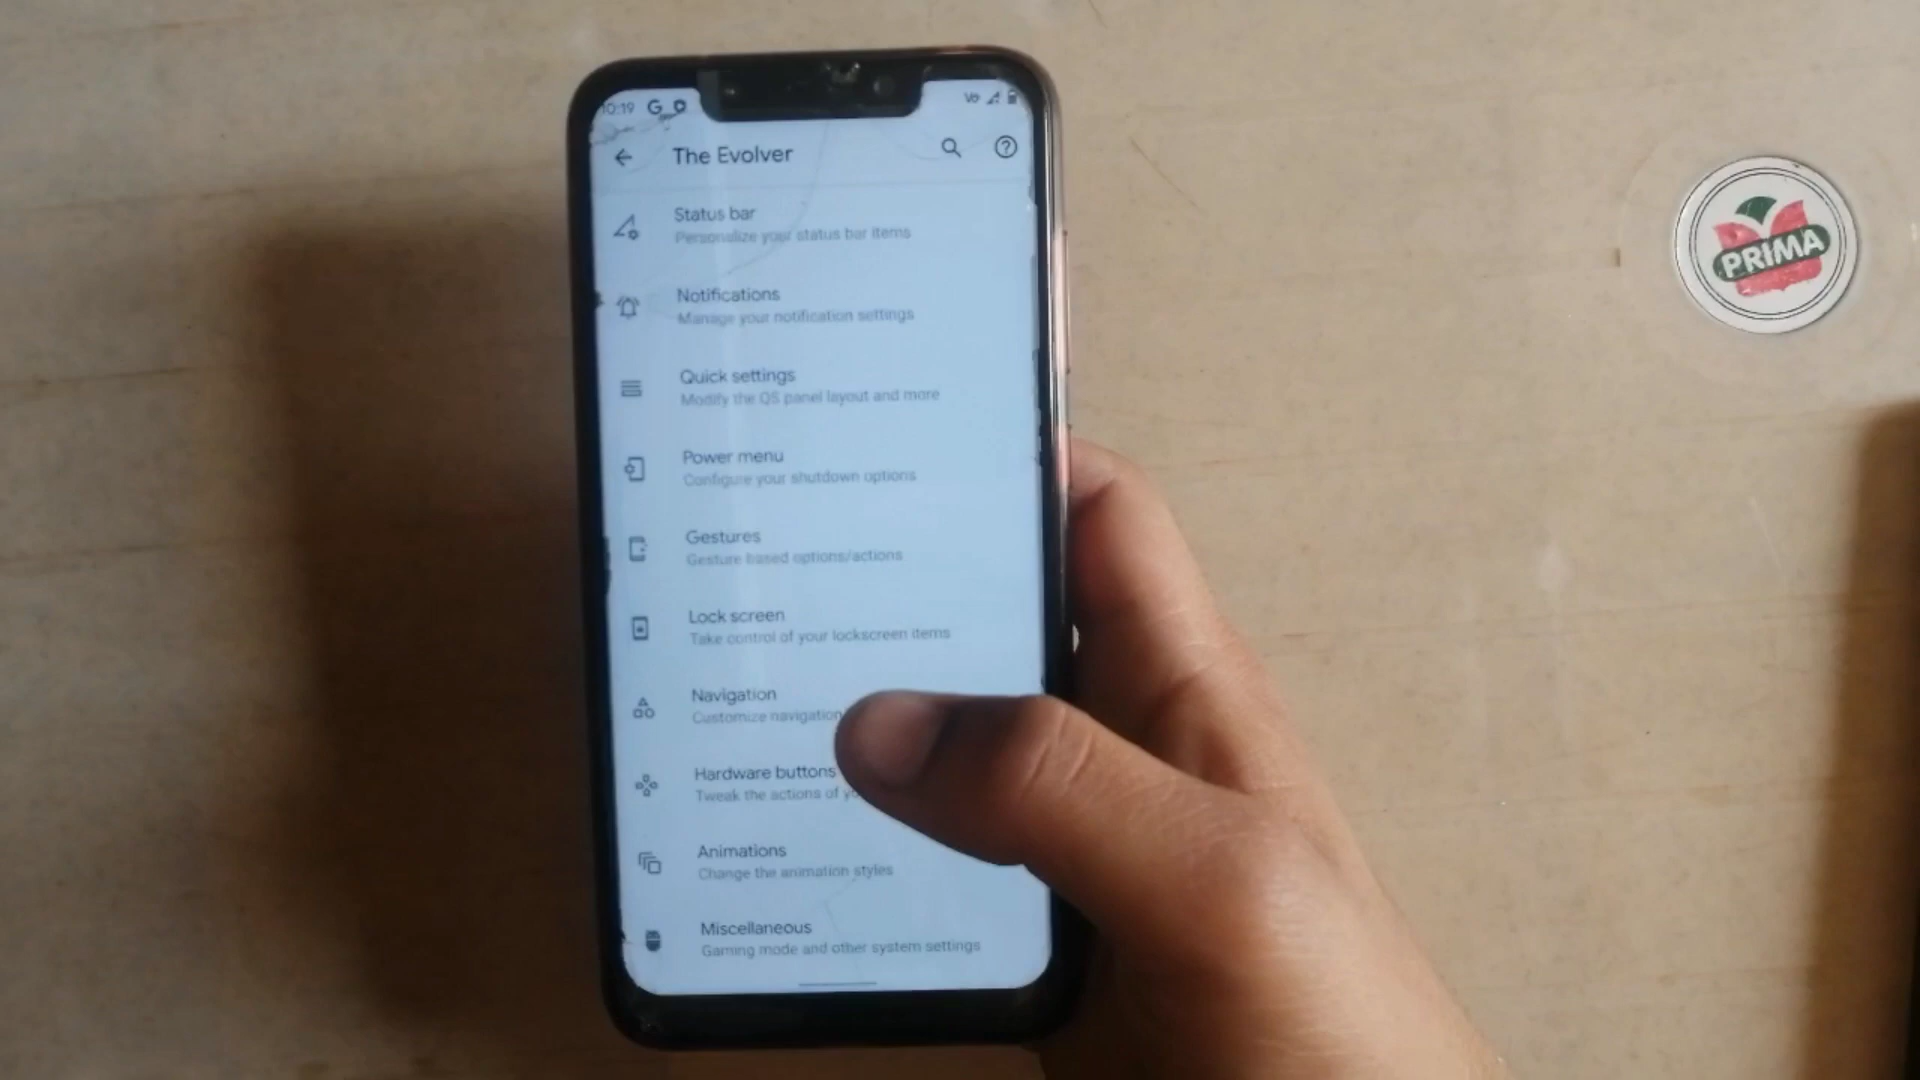 10:19
The Evolver
Status bar
Personalize your status bar items
Notifications
Manage your notification settings
Quick settings
Modify the QS panel layout and more
Power menu
Configure your shutdown options
Gestures
Gesture based options/actions
Lock screen
Take control of your lockscreen items
Navigation
Customize navigation
Hardware buttons
Tweak the actions of
Animations
Change the animation styles
Miscellaneous
Gaming mode and other system settings
PRIMA